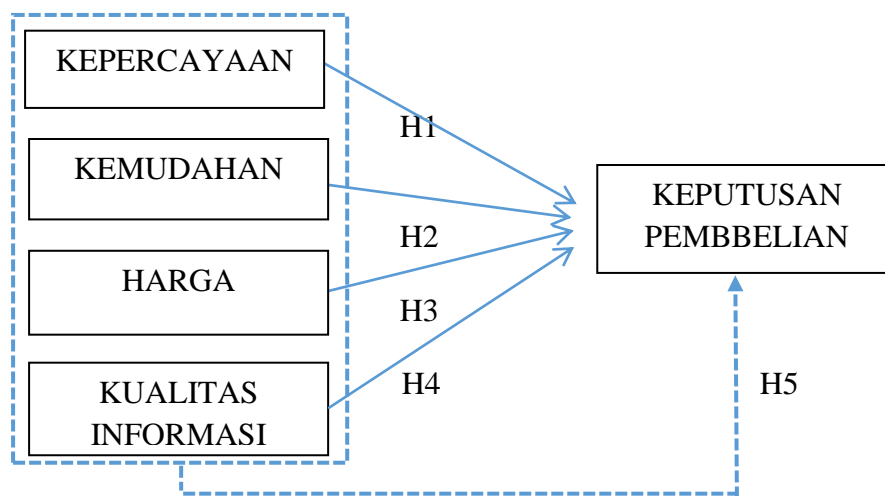 KEPERCAYAAN
KEMUDAHAN
HARGA
KUALITAS
INFORMASI
H1
H2
H3
H4
KEPUTUSAN
PEMBBELIAN
H5